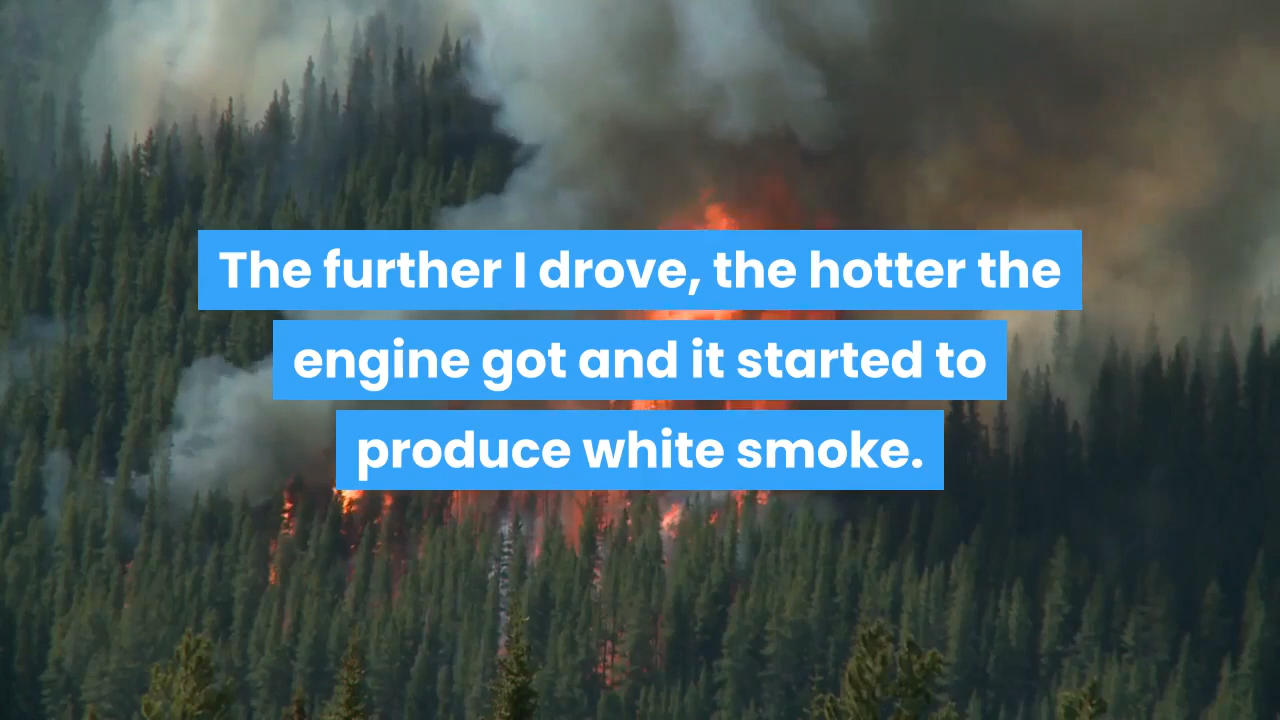 The further I drove, the hotter the
engine got and it started to
produce white smoke.